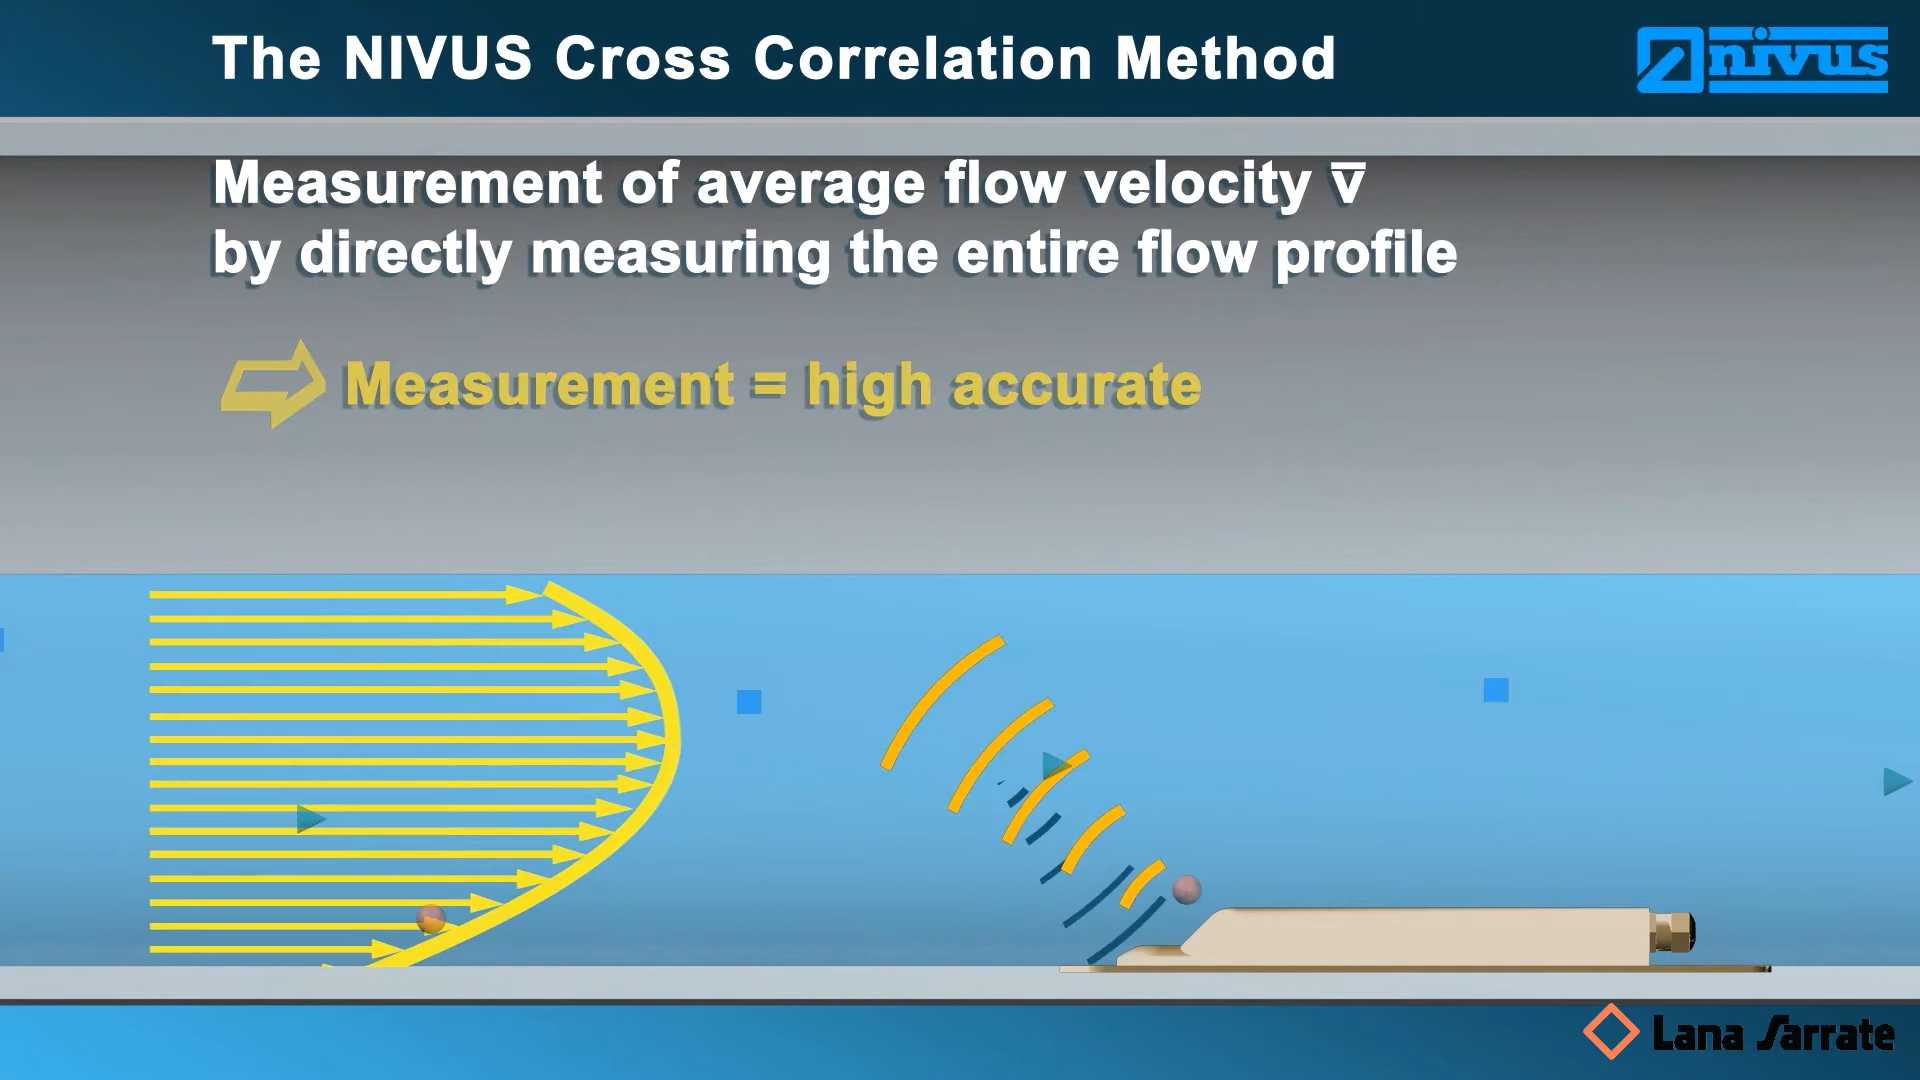 The NIVUS Cross Correlation Method
nivus
Measurement of average flow velocity v̅
by directly measuring the entire flow profile
Measurement = high accurate
Lana Sarrate